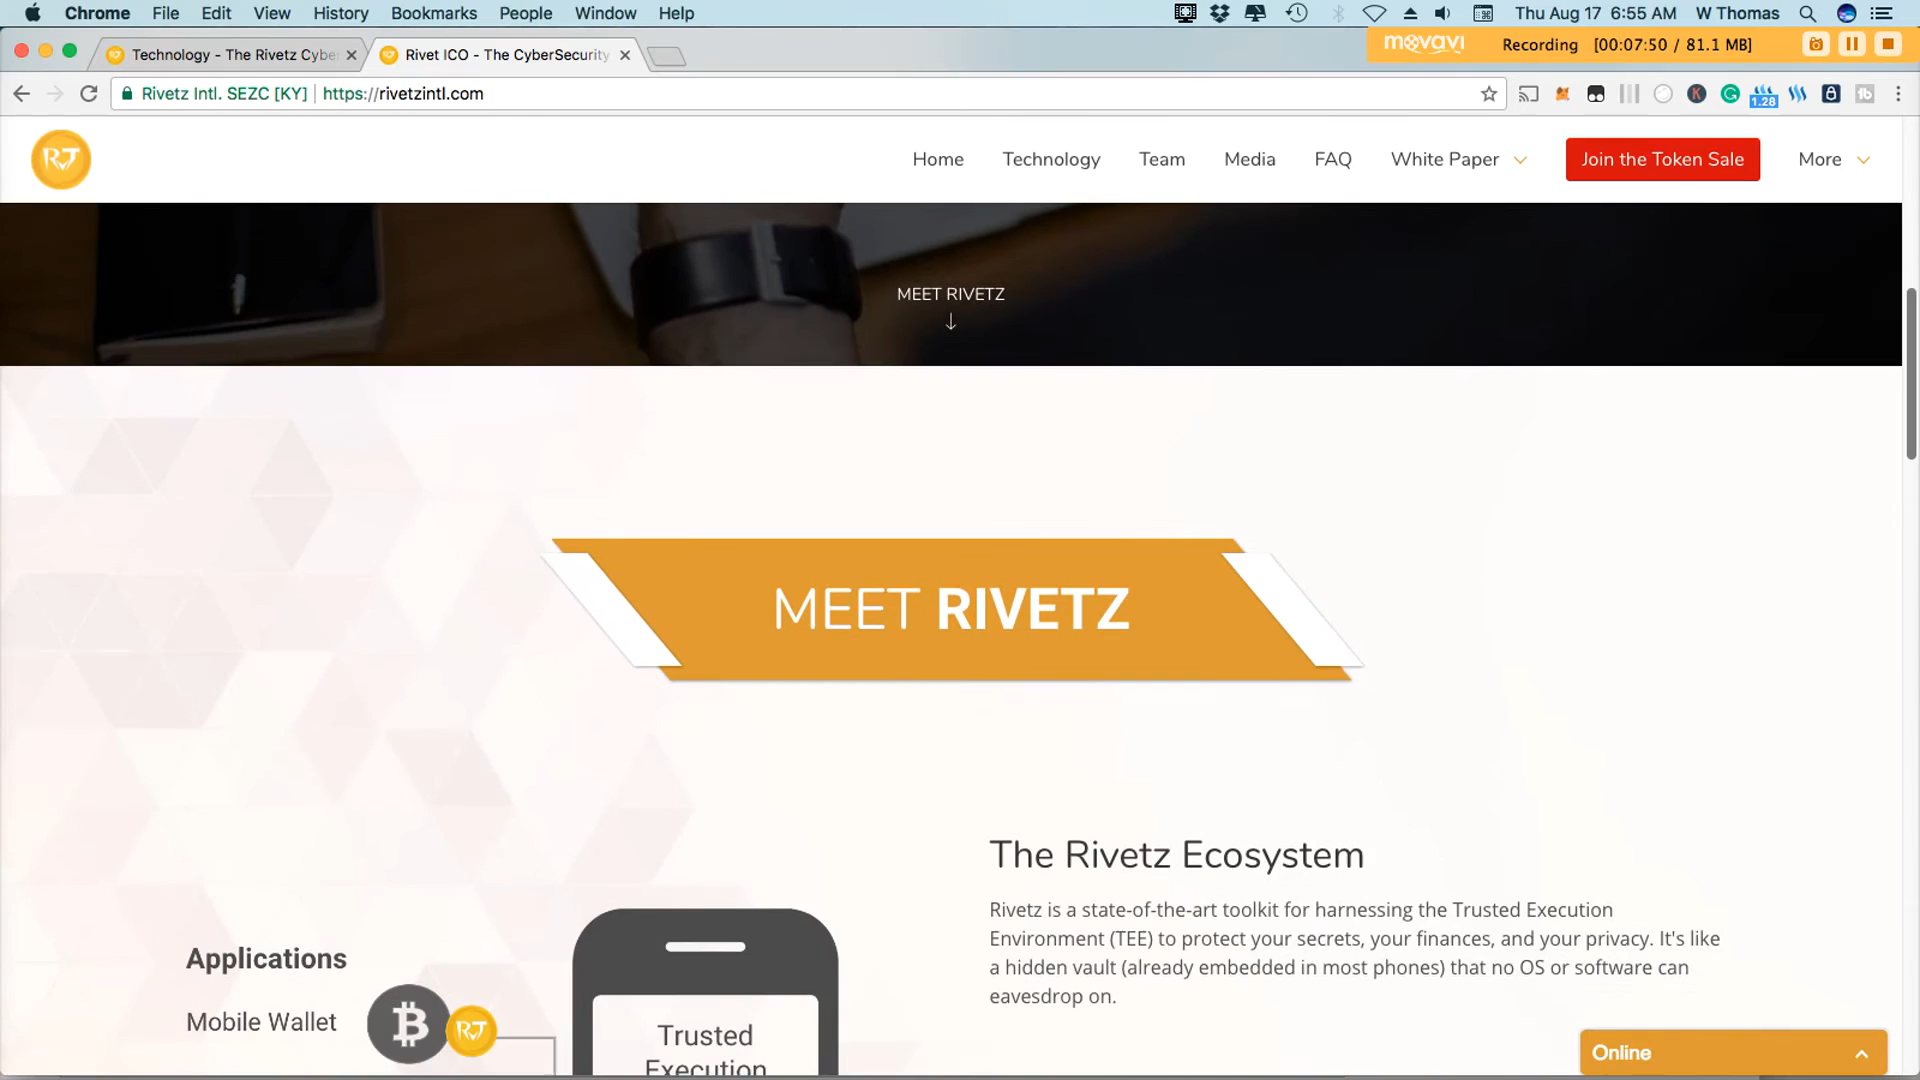 Chrome File Edit View History Bookmarks People Window Help
Thu Aug 17 6:55 AM W Thomas
movavi Recording [00:07:50 / 81.1 MB]
Technology - The Rivetz Cybe
Rivet ICO - The CyberSecurity
Rivetz Intl. SEZC [KY] https://rivetzintl.com
1.28
RT
Home Technology Team Media FAQ White Paper Join the Token Sale More
MEET RIVETZ
MEET RIVETZ
The Rivetz Ecosystem
Rivetz is a state-of-the-art toolkit for harnessing the Trusted Execution
Environment (TEE) to protect your secrets, your finances, and your privacy. It's like
a hidden vault (already embedded in most phones) that no OS or software can
eavesdrop on.
Applications
Mobile Wallet
RT
Trusted
Execution
Online